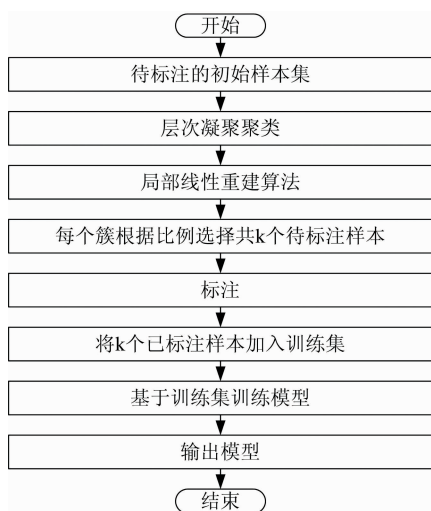 开始
待标注的初始样本集
层次凝聚聚类
局部线性重建算法
每个簇根据比例选择共k个待标注样本
标注
将k个已标注样本加入训练集
基于训练集训练模型
输出模型
结束